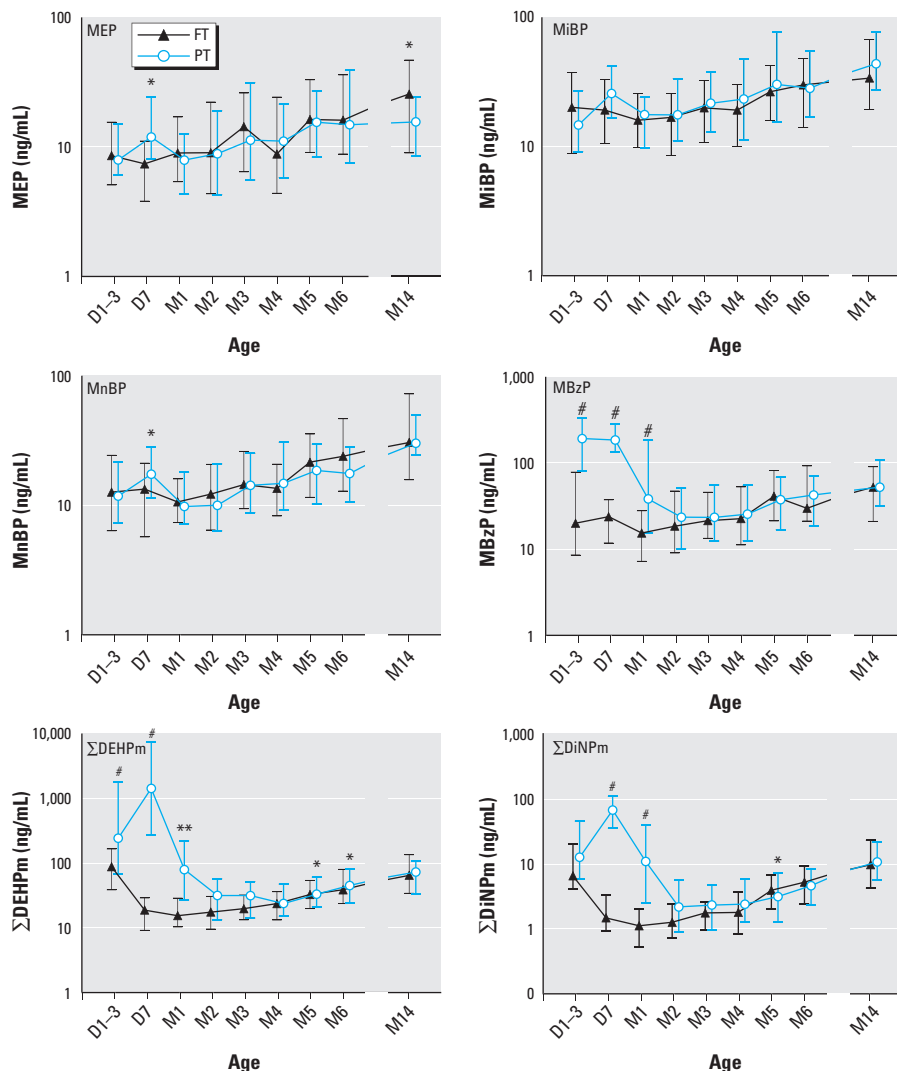 MEP
FT
PT
*
*
100
10
1
MEP (ng/mL)
D1–3 D7 M1 M2 M3 M4 M5 M6 M14
Age
MiBP
100
10
1
MiBP (ng/mL)
D1–3 D7 M1 M2 M3 M4 M5 M6 M14
Age
MnBP
*
100
10
1
MnBP (ng/mL)
D1–3 D7 M1 M2 M3 M4 M5 M6 M14
Age
MBzP
# # #
1,000
100
10
1
MBzP (ng/mL)
D1–3 D7 M1 M2 M3 M4 M5 M6 M14
Age
∑DEHPm
#
#
**
* *
10,000
1,000
100
10
1
∑DEHPm (ng/mL)
D1–3 D7 M1 M2 M3 M4 M5 M6 M14
Age
∑DiNPm
# #
*
1,000
100
10
1
0
∑DiNPm (ng/mL)
D1–3 D7 M1 M2 M3 M4 M5 M6 M14
Age